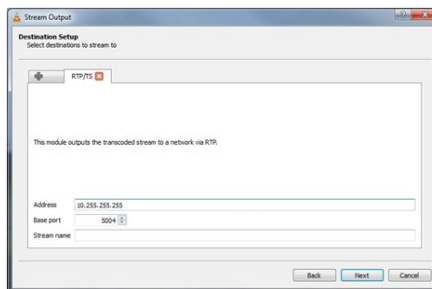 Stream Output
Destination Setup
Select destinations to stream to
RTP/TS
This module outputs the transcoded stream to a network via RTP.
Address 10.255.255.255
Base port 5004
Stream name
Back Next Cancel